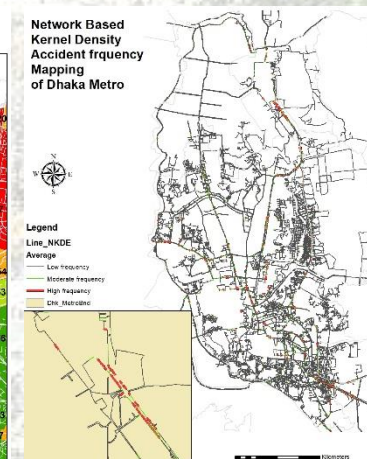 Network Based
Kernel Density
Accident frquency
Mapping
of Dhaka Metro
N
W E
S
Legend
Line_NKDE
Average
Low frequency
Moderate frequency
High frequency
Kilometers